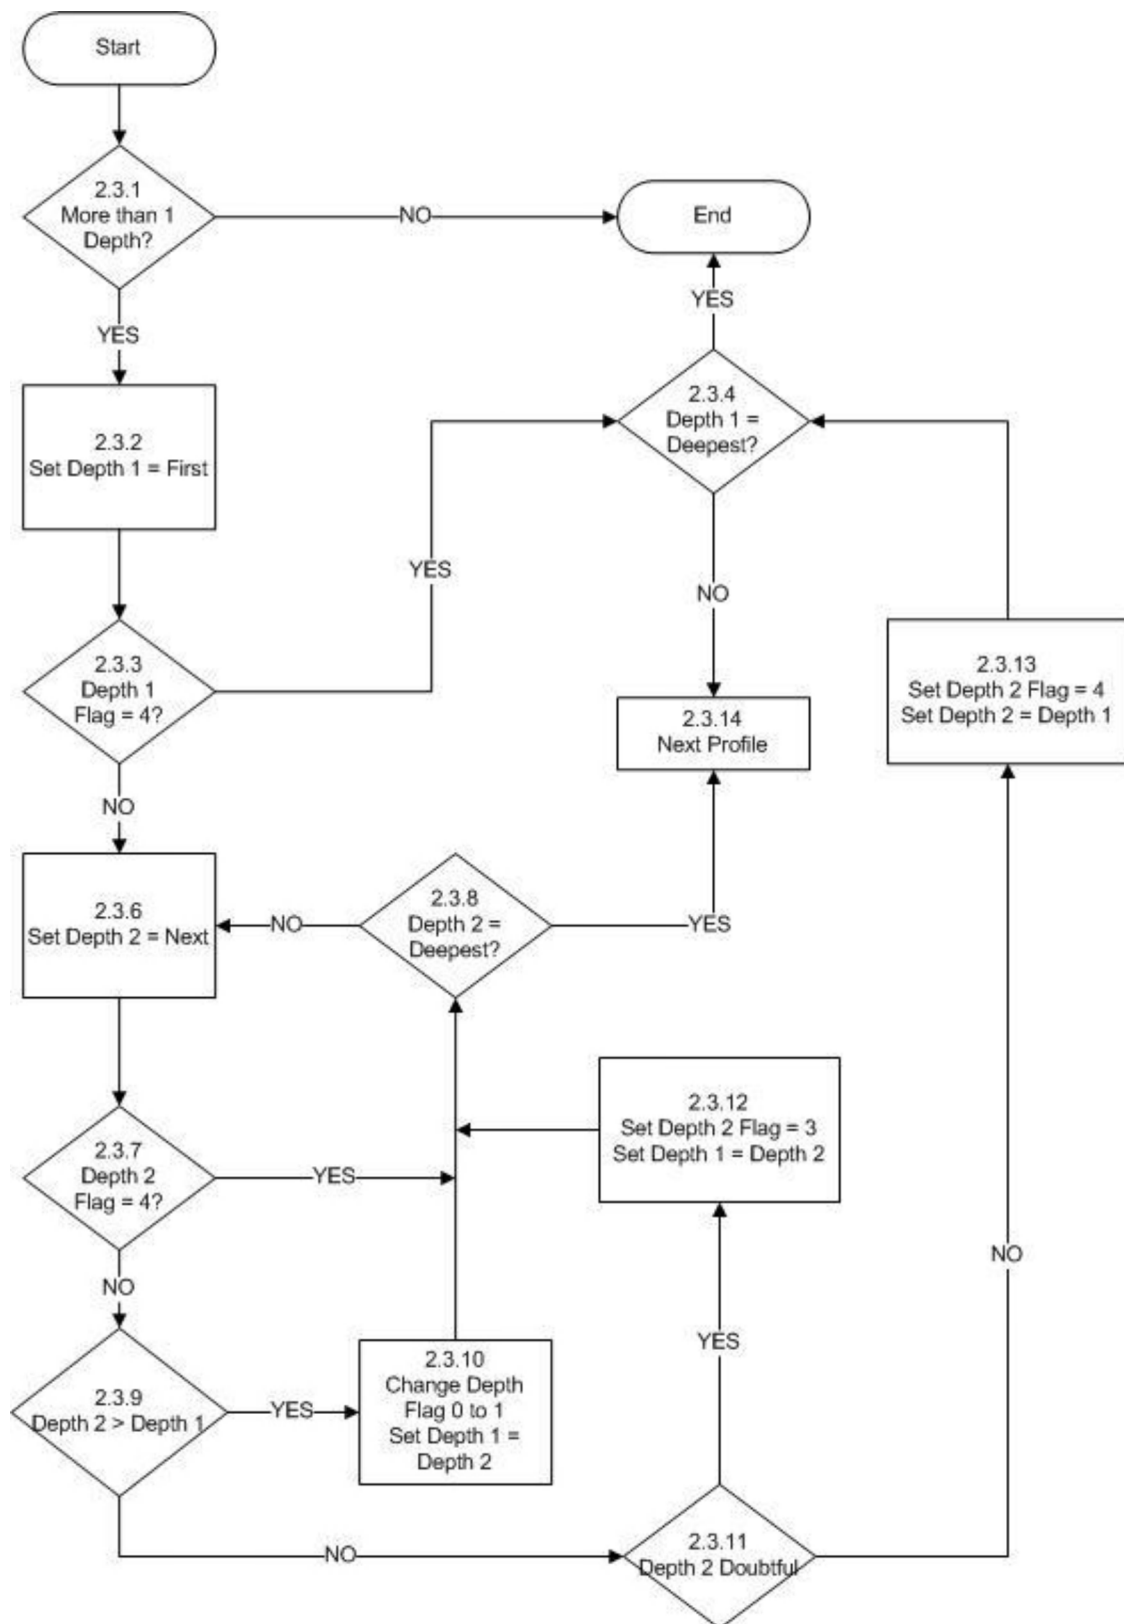 Start
2.3.1
More than 1
Depth?
NO
End
YES
YES
2.3.4
Depth 1 =
Deepest?
2.3.2
Set Depth 1 = First
YES
NO
2.3.3
Depth 1
Flag = 4?
2.3.13
Set Depth 2 Flag = 4
Set Depth 2 = Depth 1
2.3.14
Next Profile
NO
2.3.6
Set Depth 2 = Next
NO
2.3.8
Depth 2 =
Deepest?
YES
2.3.12
Set Depth 2 Flag = 3
Set Depth 1 = Depth 2
2.3.7
Depth 2
Flag = 4?
YES
NO
NO
YES
2.3.9
Depth 2 > Depth 1
YES
2.3.10
Change Depth
Flag 0 to 1
Set Depth 1 =
Depth 2
NO
2.3.11
Depth 2 Doubtful